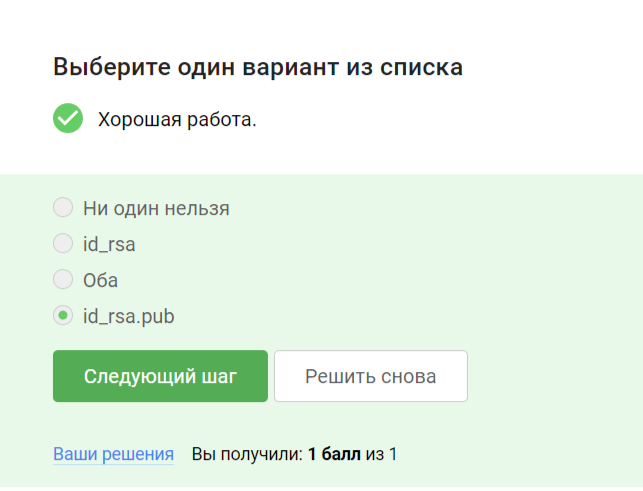 Выберите один вариант из списка
Хорошая работа.
Ни один нельзя
id_rsa
Оба
id_rsa.pub
Следующий шаг Решить снова
Ваши решения Вы получили: 1 балл из 1